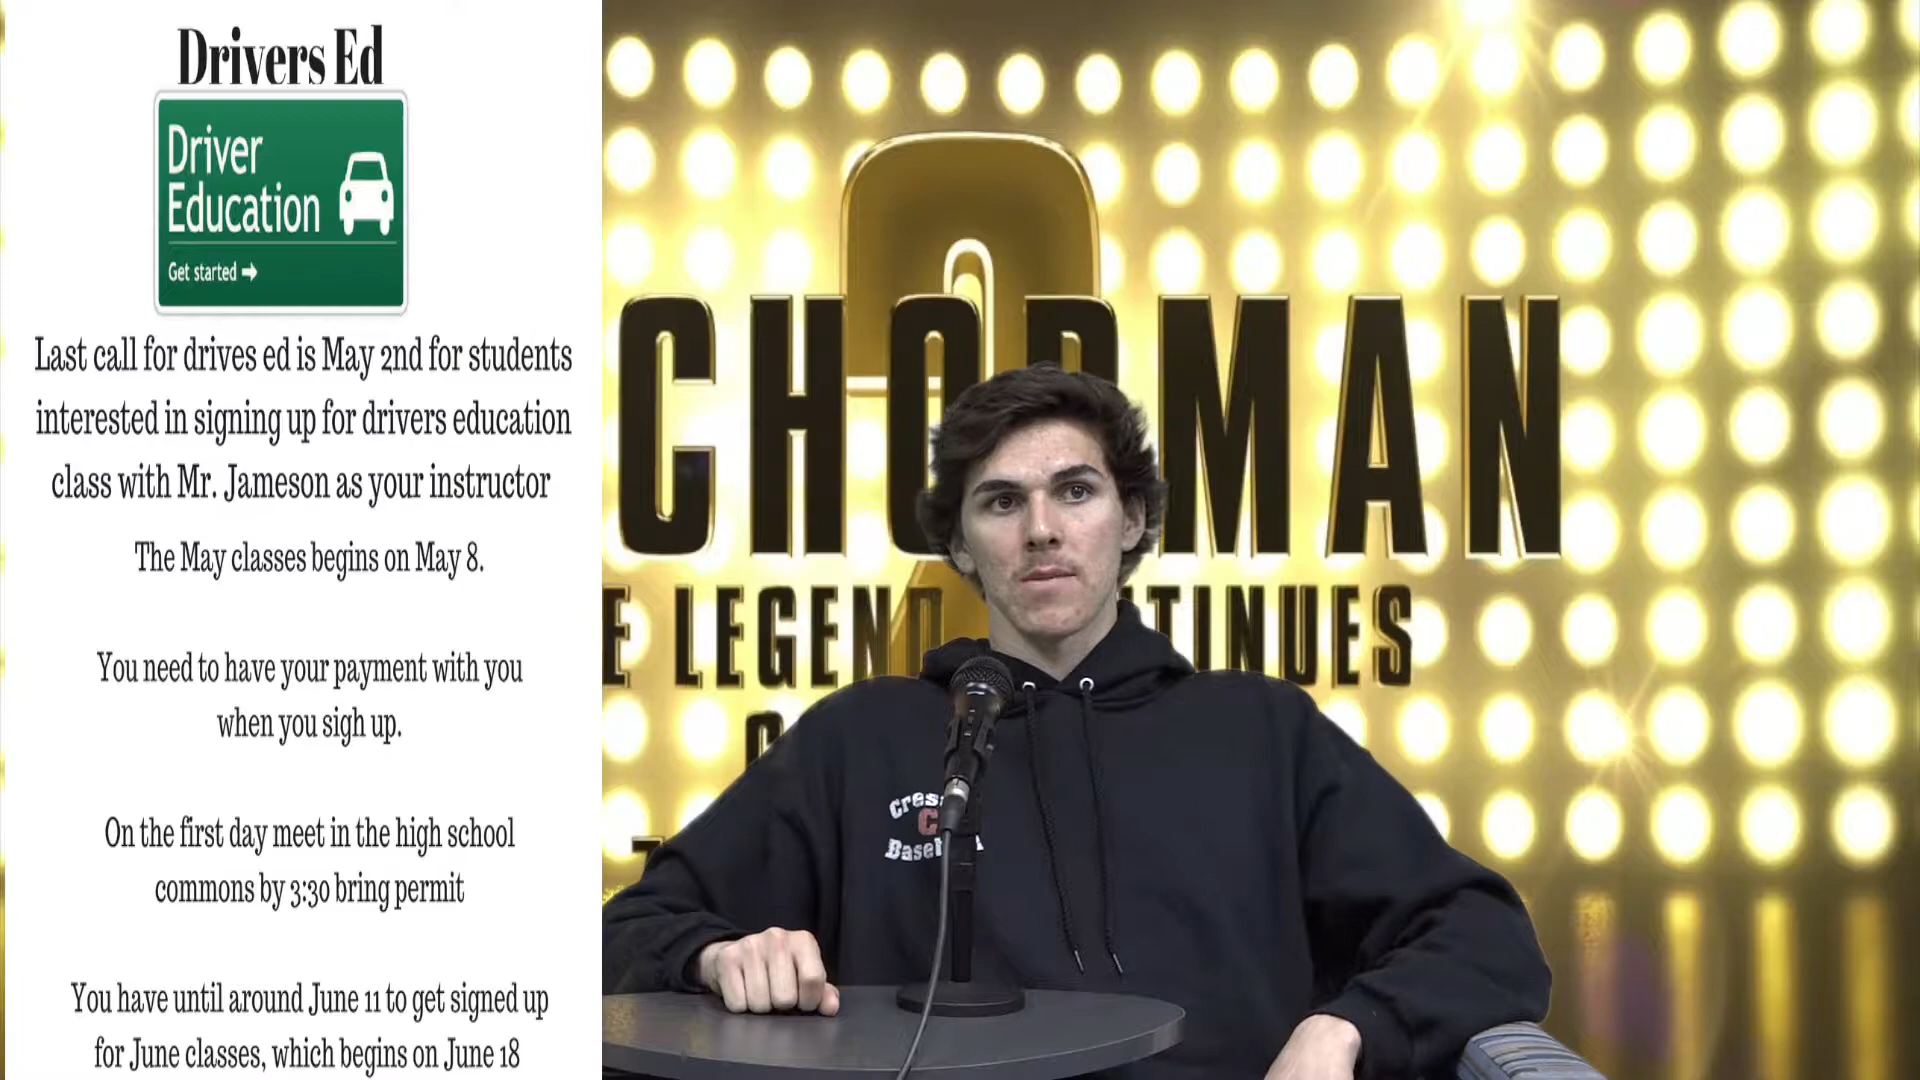 Drivers Ed
Driver
Education
Get started
Last call for drives ed is May 2nd for students
interested in signing up for drivers education
class with Mr. Jameson as your instructor
The May classes begins on May 8.
You need to have your payment with you
when you sigh up.
On the first day meet in the high school
commons by 3:30 bring permit
You have until around June 11 to get signed up
for June classes, which begins on June 18
2
LEGEND
C